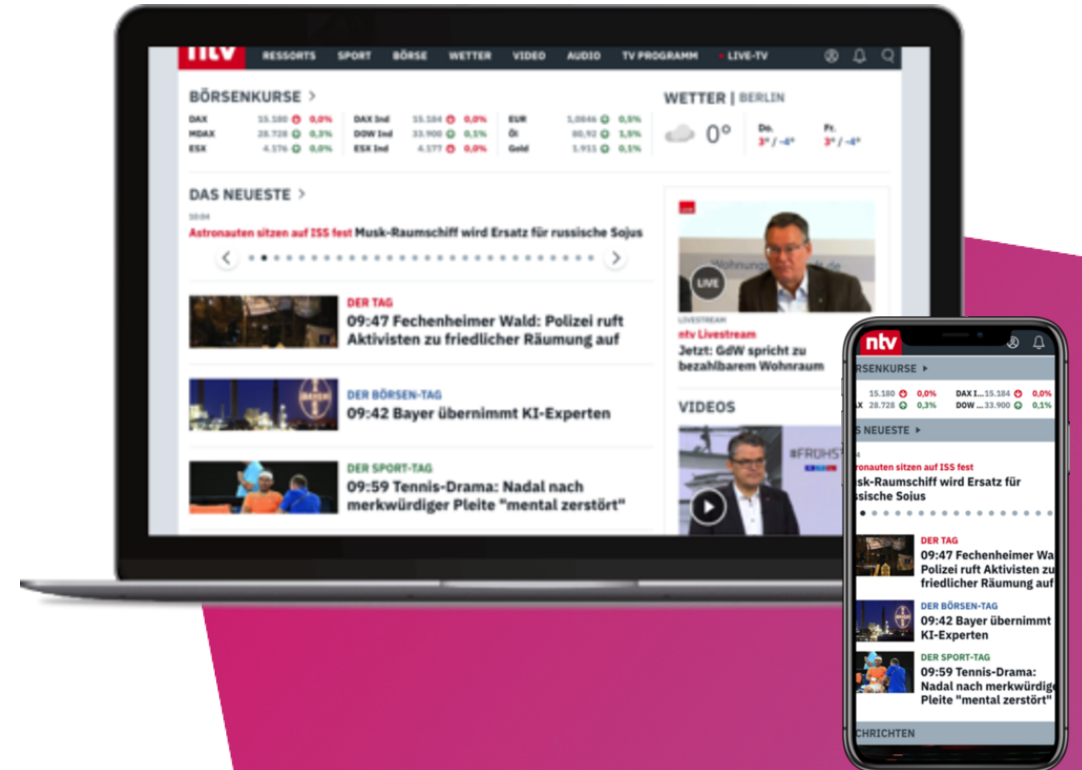 ntv RESSORTS SPORT BÖRSE WETTER VIDEO AUDIO TV PROGRAMM LIVE-TV
BÖRSENKURSE >
DAX 15.180 0,0% DAX Ind 15.184 0,0% EUR 1,0846 0,5%
MDAX 28.728 0,3% DOW Ind 33.900 0,1% Öl 80,92 1,5%
ESX 4.176 0,0% ESX Ind 4.177 0,0% Gold 1.911 0,1%
WETTER | BERLIN
0° Do. Fr.
3° / -4° 3° / -4°
DAS NEUESTE >
10:04
Astronauten sitzen auf ISS fest Musk-Raumschiff wird Ersatz für russische Sojus
DER TAG
09:47 Fechenheimer Wald: Polizei ruft
Aktivisten zu friedlicher Räumung auf
BAYER
DER BÖRSEN-TAG
09:42 Bayer übernimmt KI-Experten
DER SPORT-TAG
09:59 Tennis-Drama: Nadal nach
merkwürdiger Pleite "mental zerstört"
LIVE
LIVESTREAM
ntv Livestream
Jetzt: GdW spricht zu
bezahlbarem Wohnraum
VIDEOS
#FRÜHST
ntv
RSENKURSE
15.180 0,0% DAX I... 15.184 0,0%
AX 28.728 0,3% DOW ... 33.900 0,1%
S NEUESTE
4
ronauten sitzen auf ISS fest
sk-Raumschiff wird Ersatz für
ssische Sojus
DER TAG
09:47 Fechenheimer Wa
Polizei ruft Aktivisten zu
friedlicher Räumung auf
DER BÖRSEN-TAG
09:42 Bayer übernimmt
KI-Experten
DER SPORT-TAG
09:59 Tennis-Drama:
Nadal nach merkwürdige
Pleite "mental zerstört"
CHRICHTEN